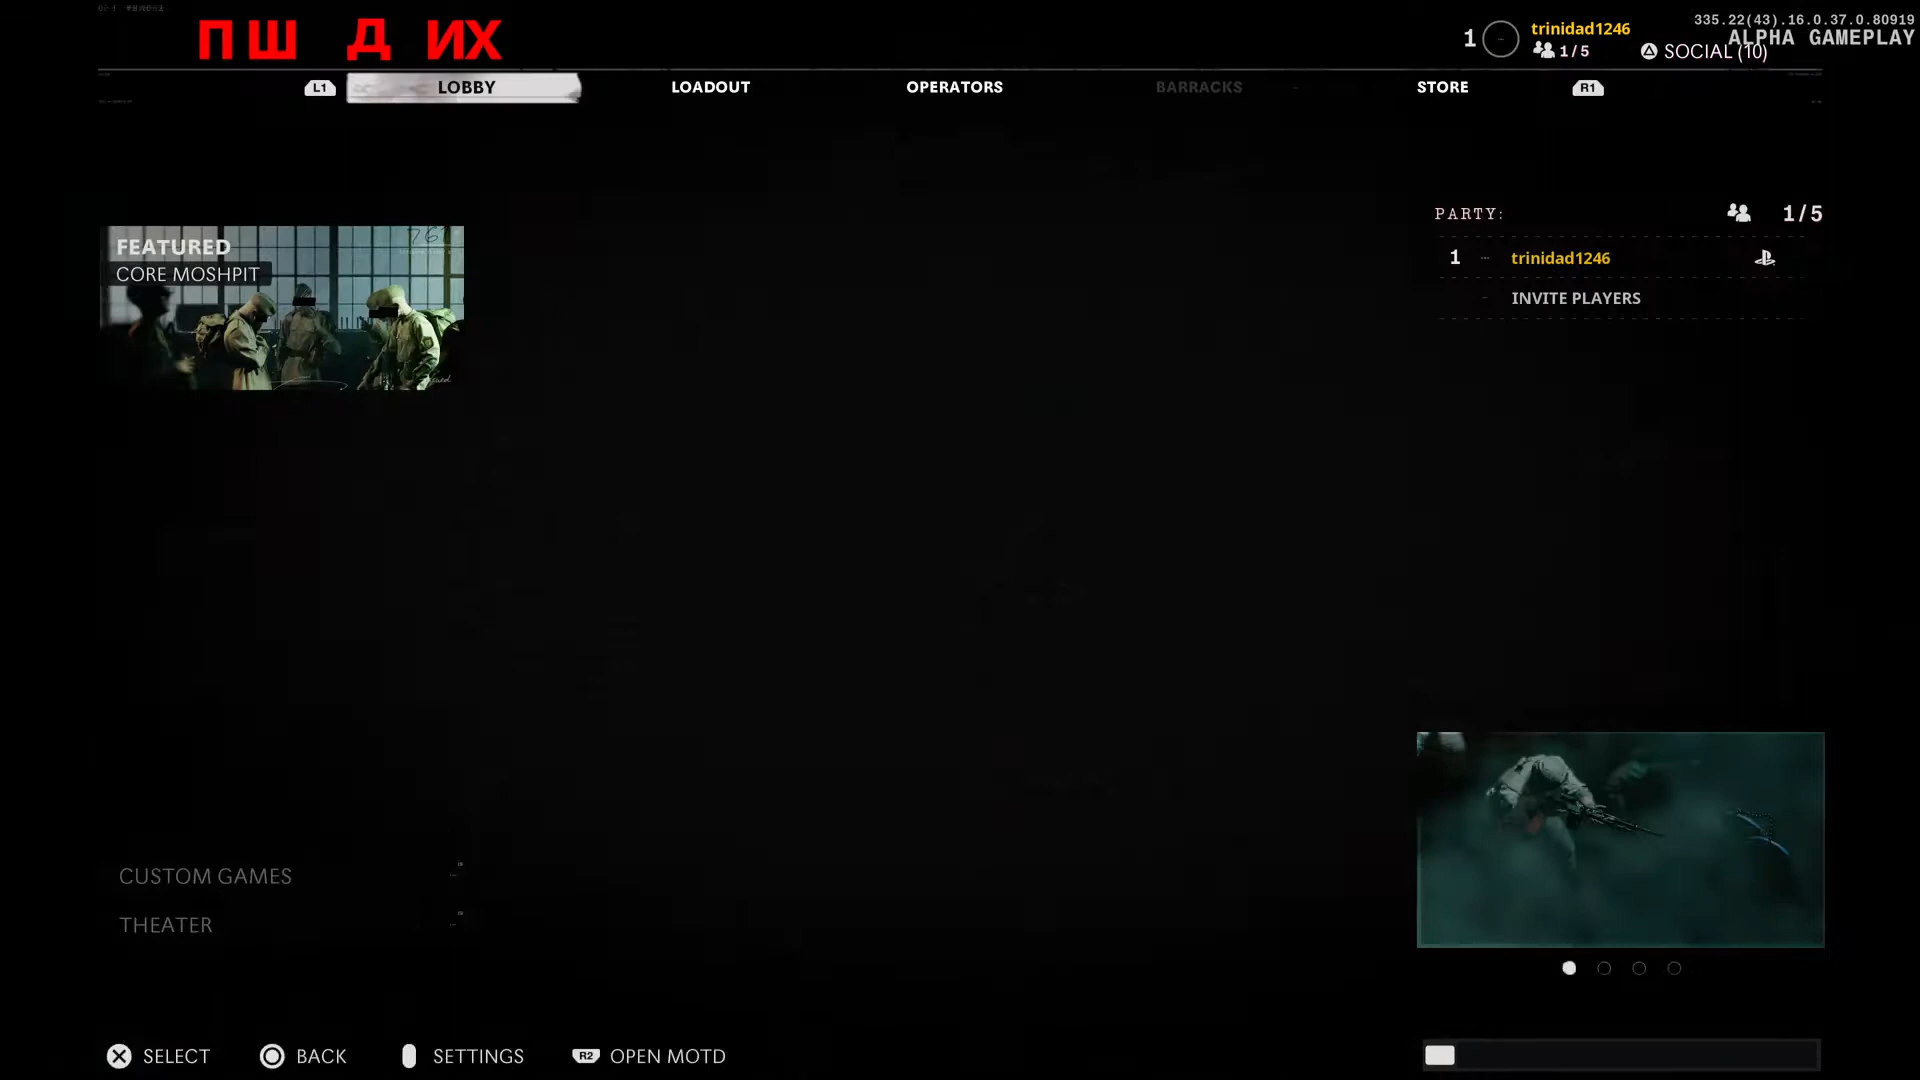 П Ш Д ИХ
1
trinidad1246
1/5
SOCIAL (10)
335.22(43).16.0.37.0.80919
ALPHA GAMEPLAY
L1
LOBBY
LOADOUT
OPERATORS
BARRACKS
STORE
R1
FEATURED
CORE MOSHPIT
PARTY:
1/5
1
trinidad1246
INVITE PLAYERS
CUSTOM GAMES
THEATER
SELECT
BACK
SETTINGS
R2
OPEN MOTD